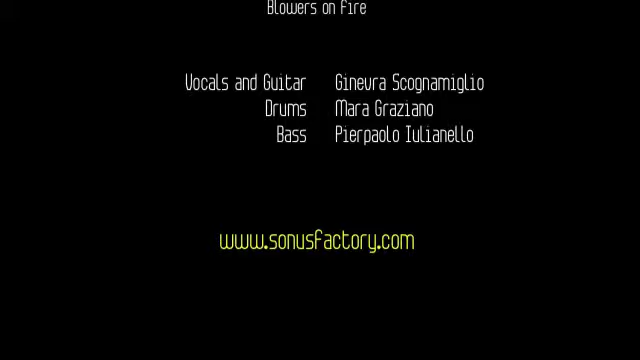 Blowers on Fire
Vocals and Guitar Ginevra Scognamiglio
Drums Mara Graziano
Bass Pierpaolo Iulianello
www.sonusfactory.com